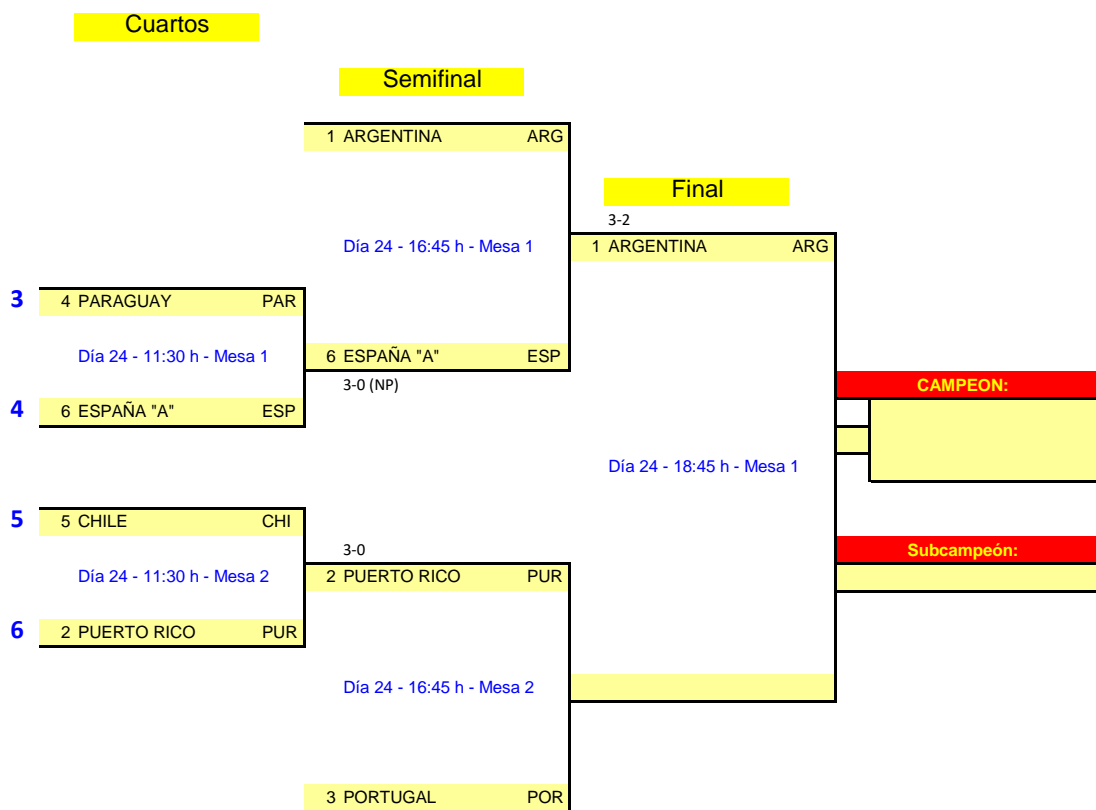 Cuartos
Semifinal
1 ARGENTINA ARG
Final
3-2
Día 24 - 16:45 h - Mesa 1
1 ARGENTINA ARG
3 4 PARAGUAY PAR
Día 24 - 11:30 h - Mesa 1
6 ESPAÑA "A" ESP
3-0 (NP)
CAMPEON:
4 6 ESPAÑA "A" ESP
Día 24 - 18:45 h - Mesa 1
5 5 CHILE CHI
3-0
Subcampeón:
Día 24 - 11:30 h - Mesa 2
2 PUERTO RICO PUR
6 2 PUERTO RICO PUR
Día 24 - 16:45 h - Mesa 2
3 PORTUGAL POR